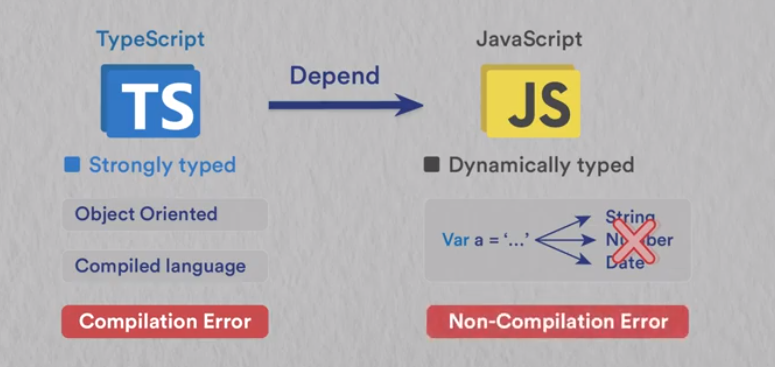 TypeScript
TS
Strongly typed
Object Oriented
Compiled language
Compilation Error
Depend
JavaScript
JS
Dynamically typed
Var a = ‘...’
String
Number
Date
Non-Compilation Error